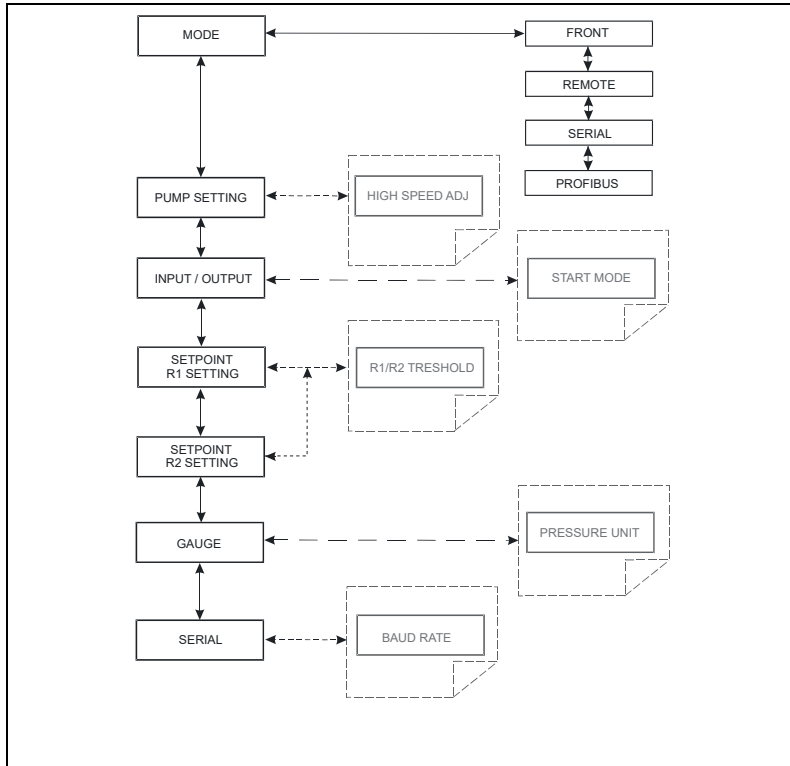 MODE
FRONT
REMOTE
SERIAL
PROFIBUS
PUMP SETTING
HIGH SPEED ADJ
INPUT / OUTPUT
START MODE
SETPOINT
R1 SETTING
R1/R2 TRESHOLD
SETPOINT
R2 SETTING
GAUGE
PRESSURE UNIT
SERIAL
BAUD RATE